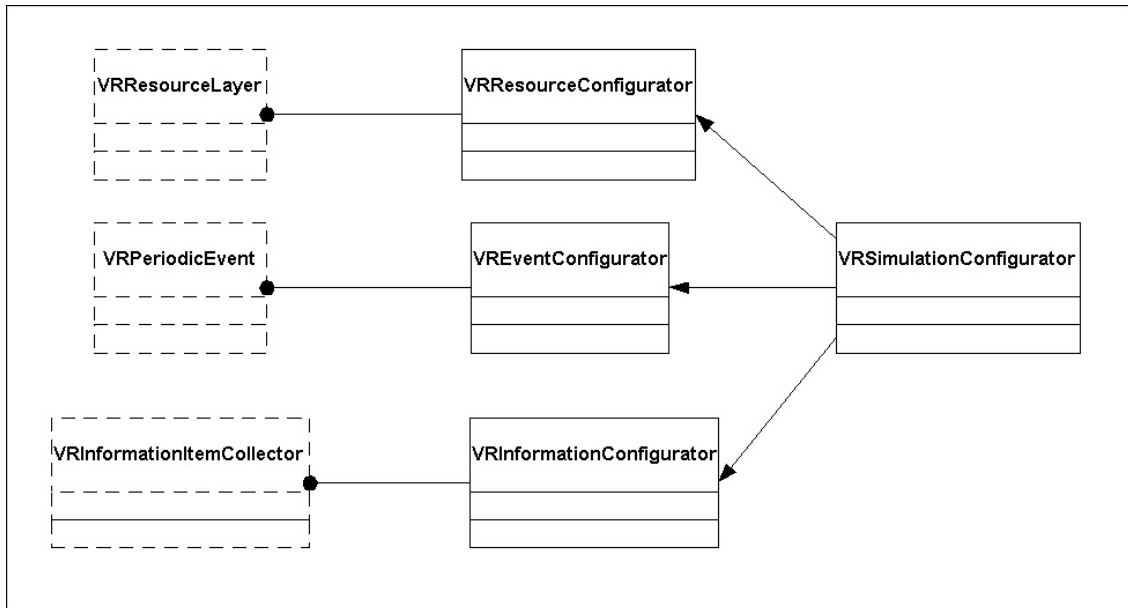 VRResourceLayer
VRResourceConfigurator
VRPeriodicEvent
VREventConfigurator
VRSimulationConfigurator
VRInformationItemCollector
VRInformationConfigurator